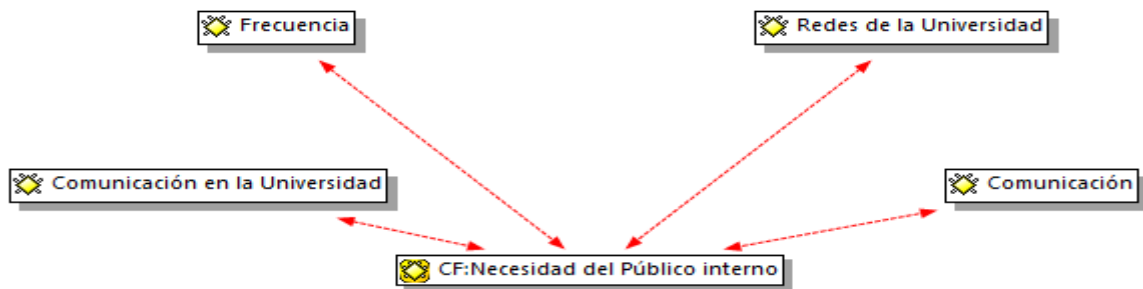 Frecuencia
Redes de la Universidad
Comunicación en la Universidad
Comunicación
CF:Necesidad del Público interno